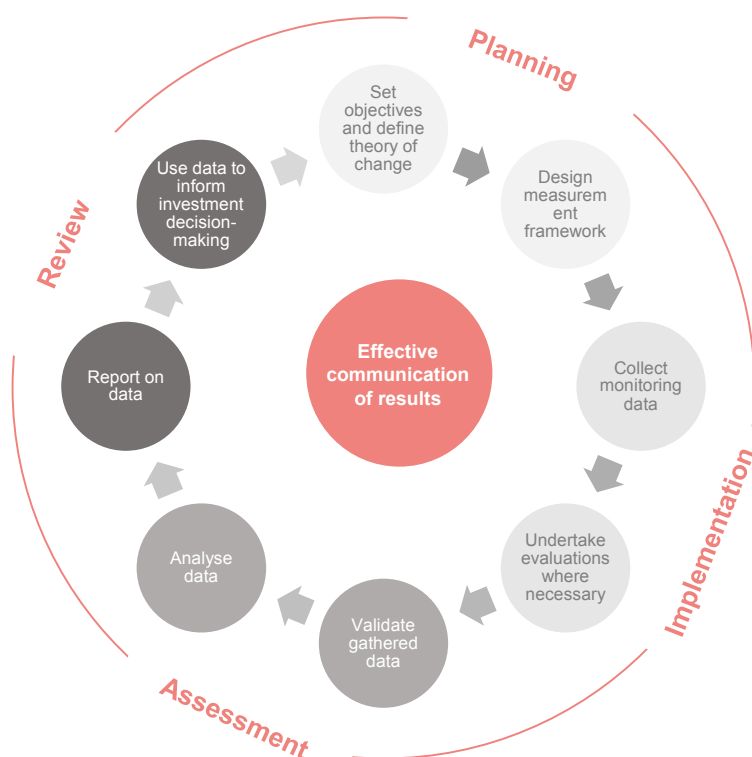 Planning
Set
objectives
and define
theory of
change
Design
measurem
ent
framework
Collect
monitoring
data
Implementation
Undertake
evaluations
where
necessary
Validate
gathered
data
Assessment
Analyse
data
Report on
data
Review
Use data to
inform
investment
decision-
making
Effective
communication
of results